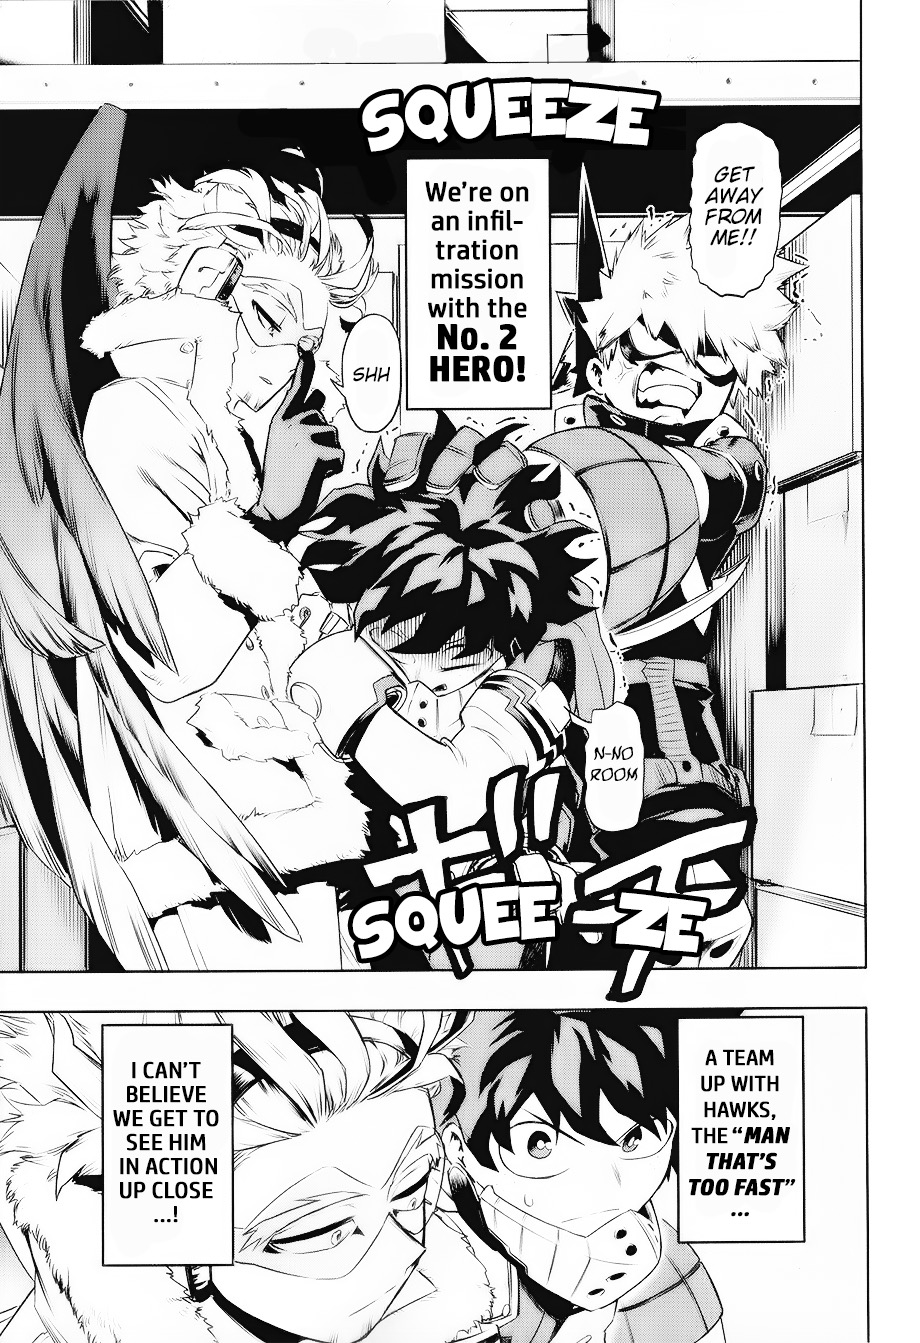 SQUEEZE
GET
AWAY
FROM
ME!!
We're on
an infil-
tration
mission
with the
No. 2
HERO!
SHH
N-NO
ROOM
SQUEE
ZE
A TEAM
UP WITH
HAWKS,
THE “MAN
THAT'S
TOO FAST”
...
I CAN'T
BELIEVE
WE GET TO
SEE HIM
IN ACTION
UP CLOSE
...!